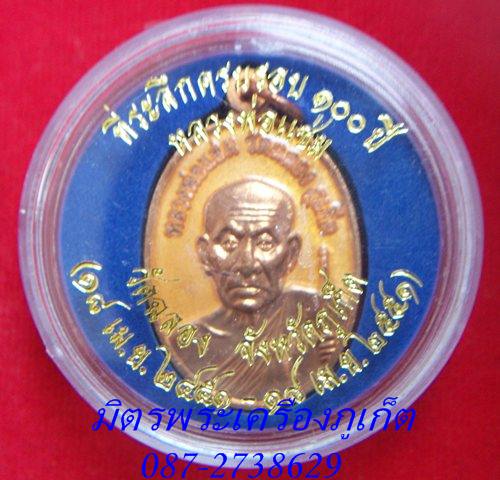 ที่ระลึกครบรอบ ๑๐๐ ปี
หลวงพ่อแช่ม
วัดฉลอง จังหวัดภูเก็ต
(๑๘ เม.ย. ๒๔๕๑ - ๑๘ เม.ย. ๒๕๕๑)
มิตรพระเครื่องภูเก็ต
087-2738629